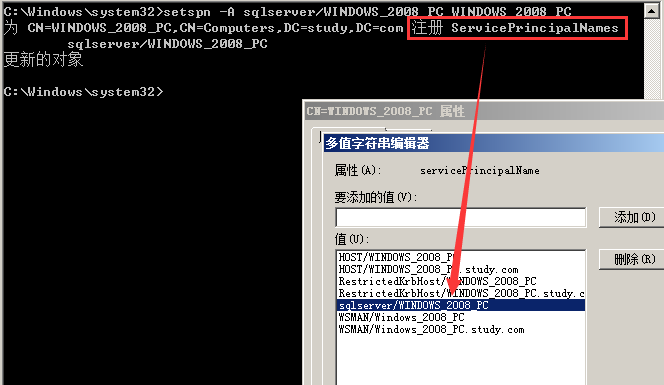 C:\Windows\system32>setspn -A sqlserver/WINDOWS_2008_PC WINDOWS_2008_PC
为 CN=WINDOWS_2008_PC,CN=Computers,DC=study,DC=com 注册 ServicePrincipalNames
sqlserver/WINDOWS_2008_PC
更新的对象
C:\Windows\system32>
CN=WINDOWS_2008_PC 属性
多值字符串编辑器
属性(A): servicePrincipalName
要添加的值(V):
添加(D)
值(U):
删除(R)
HOST/WINDOWS_2008_PC
HOST/WINDOWS_2008_PC.study.com
RestrictedKrbHost/WINDOWS_2008_PC
RestrictedKrbHost/WINDOWS_2008_PC.study.c
sqlserver/WINDOWS_2008_PC
WSMAN/Windows_2008_PC
WSMAN/Windows_2008_PC.study.com